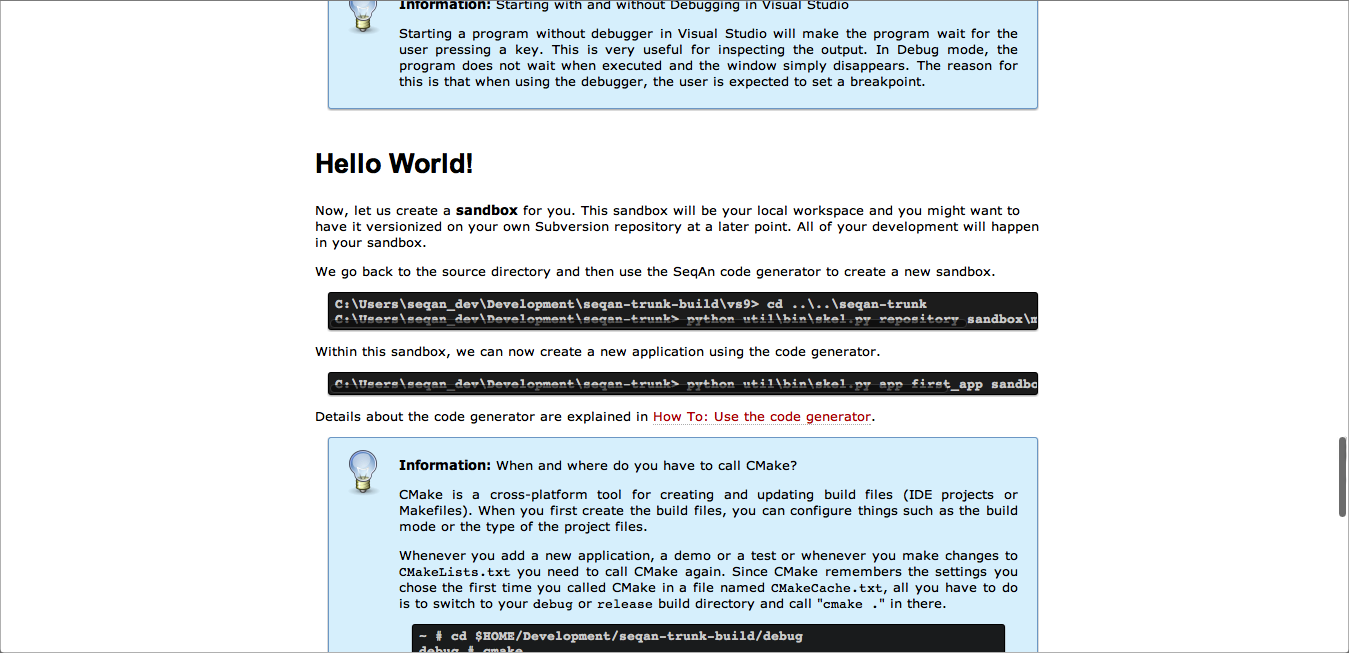 Information: Starting with and without Debugging in Visual Studio
Starting a program without debugger in Visual Studio will make the program wait for the
user pressing a key. This is very useful for inspecting the output. In Debug mode, the
program does not wait when executed and the window simply disappears. The reason for
this is that when using the debugger, the user is expected to set a breakpoint.
Hello World!
Now, let us create a sandbox for you. This sandbox will be your local workspace and you might want to
have it versionized on your own Subversion repository at a later point. All of your development will happen
in your sandbox.
We go back to the source directory and then use the SeqAn code generator to create a new sandbox.
C:\Users\seqan_dev\Development\seqan-trunk-build\vs9> cd ..\..\seqan-trunk
C:\Users\seqan_dev\Development\seqan-trunk> python util\bin\skel.py repository sandbox\
Within this sandbox, we can now create a new application using the code generator.
C:\Users\seqan_dev\Development\seqan-trunk> python util\bin\skel.py app first_app sandbo
Details about the code generator are explained in How To: Use the code generator.
Information: When and where do you have to call CMake?
CMake is a cross-platform tool for creating and updating build files (IDE projects or
Makefiles). When you first create the build files, you can configure things such as the build
mode or the type of the project files.
Whenever you add a new application, a demo or a test or whenever you make changes to
CMakeLists.txt you need to call CMake again. Since CMake remembers the settings you
chose the first time you called CMake in a file named CMakeCache.txt, all you have to do
is to switch to your debug or release build directory and call "cmake ." in there.
~ # cd $HOME/Development/seqan-trunk-build/debug
debug # cmake